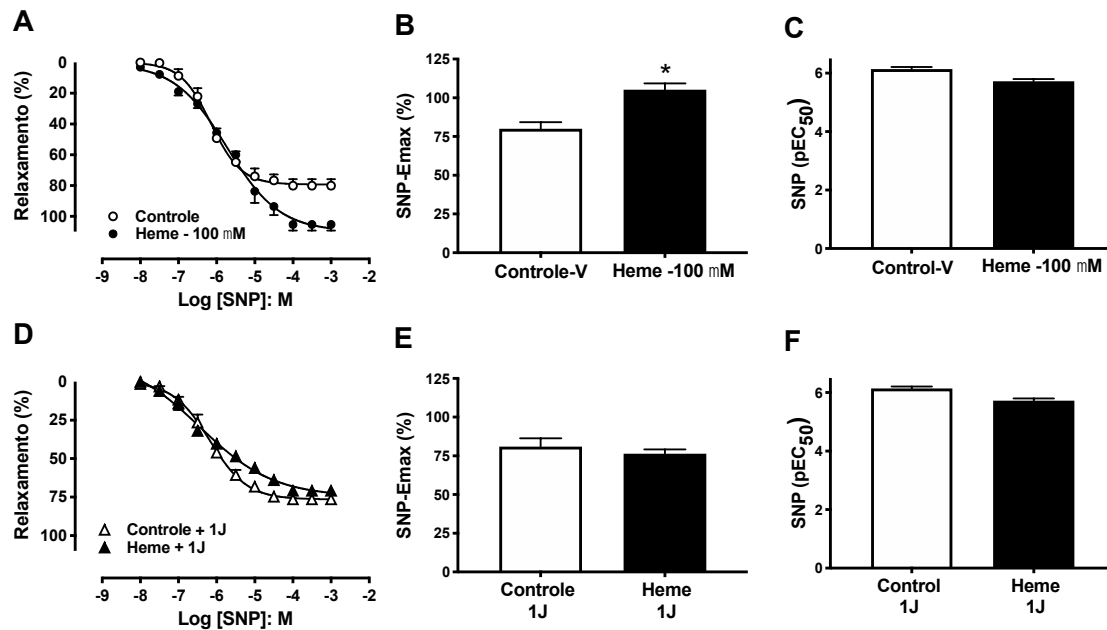 A
Relaxamento (%)
0
20
40
60
80
100
Controle
Heme - 100 mM
-9 -8 -7 -6 -5 -4 -3 -2
Log [SNP]: M
B
SNP-Emax (%)
125
100
75
50
25
0
*
Controle-V Heme -100 mM
C
SNP (pEC50)
6
4
2
0
Control-V Heme -100 mM
D
Relaxamento (%)
0
25
50
75
100
Controle + 1J
Heme + 1J
-9 -8 -7 -6 -5 -4 -3 -2
Log [SNP]: M
E
SNP-Emax (%)
125
100
75
50
25
0
Controle Heme
1J 1J
F
SNP (pEC50)
6
4
2
0
Control Heme
1J 1J